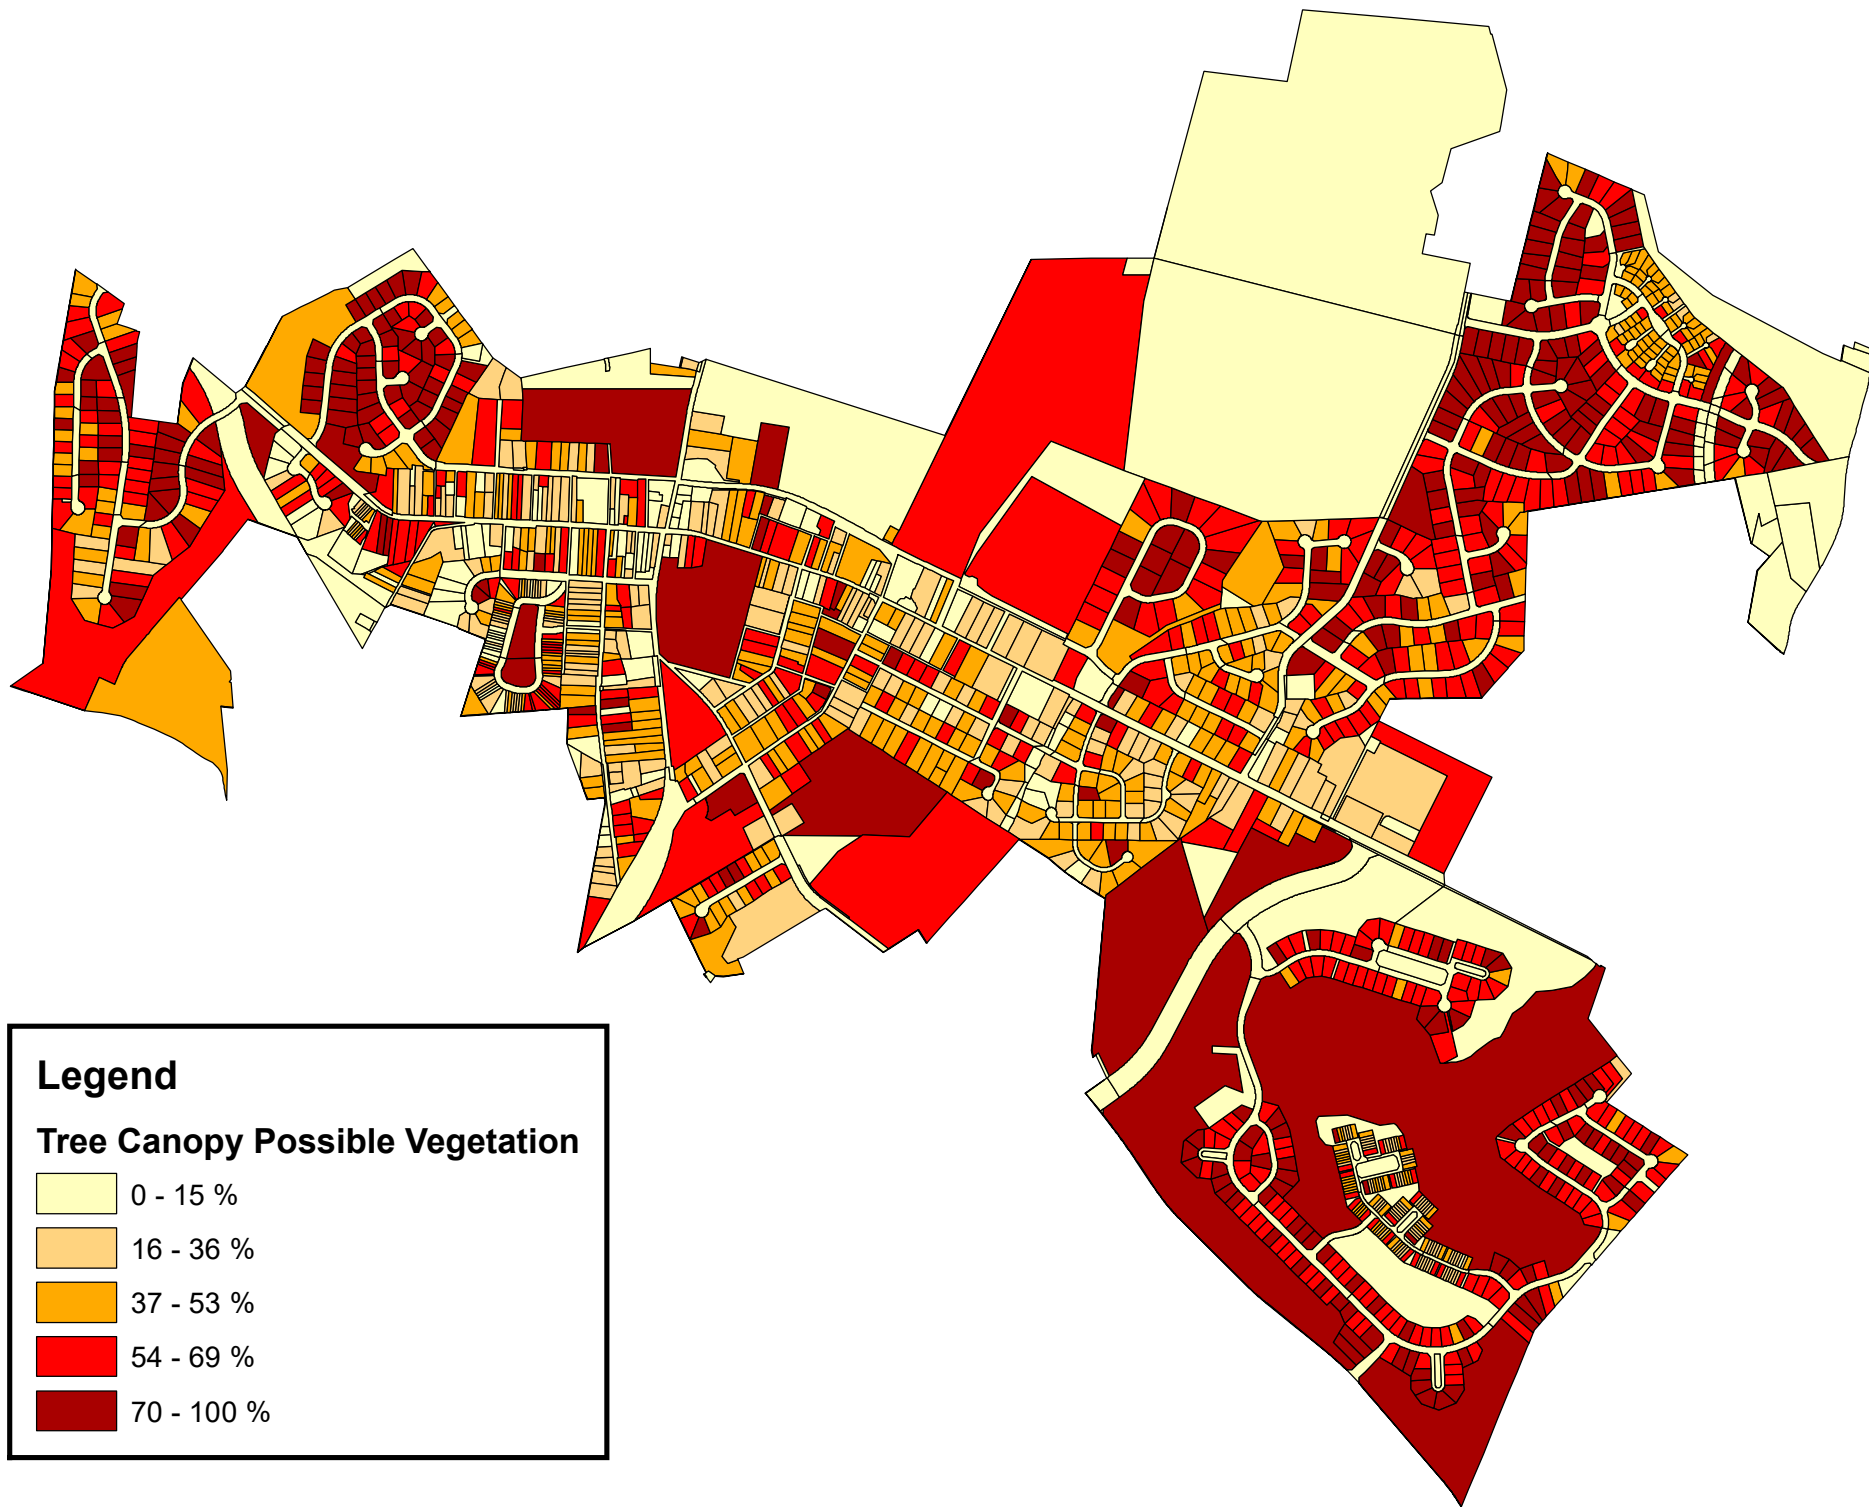 Legend
Tree Canopy Possible Vegetation
0 - 15 %
16 - 36 %
37 - 53 %
54 - 69 %
70 - 100 %